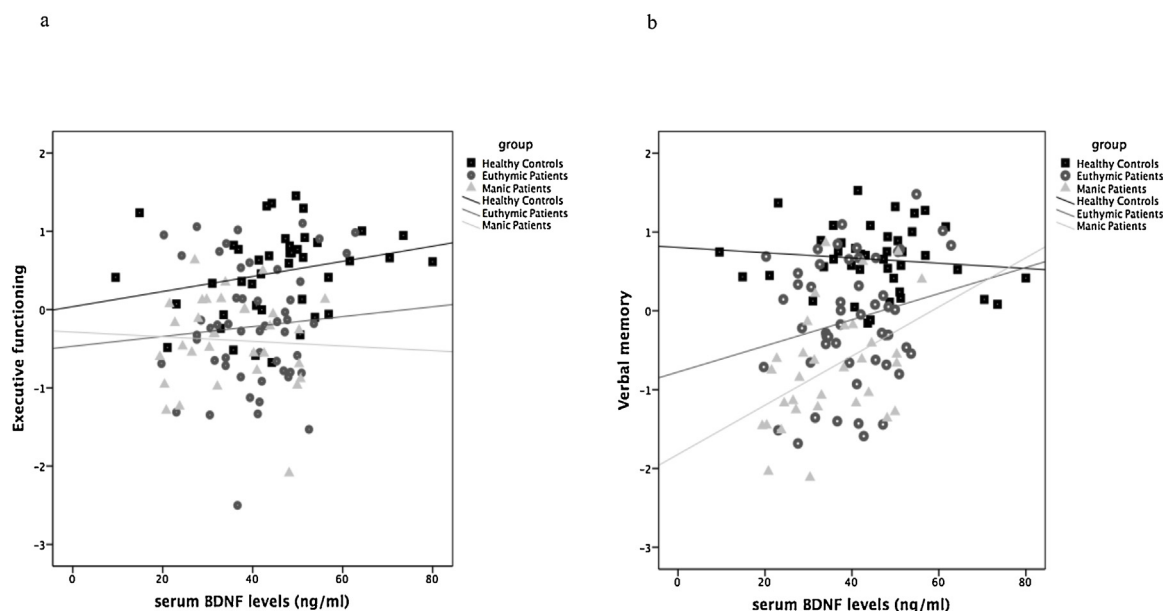 a
b
group
Healthy Controls
Euthymic Patients
Manic Patients
Healthy Controls
Euthymic Patients
Manic Patients
2
1
0
-1
-2
-3
Executive functioning
0 20 40 60 80
serum BDNF levels (ng/ml)
group
Healthy Controls
Euthymic Patients
Manic Patients
Healthy Controls
Euthymic Patients
Manic Patients
2
1
0
-1
-2
-3
Verbal memory
0 20 40 60 80
serum BDNF levels (ng/ml)